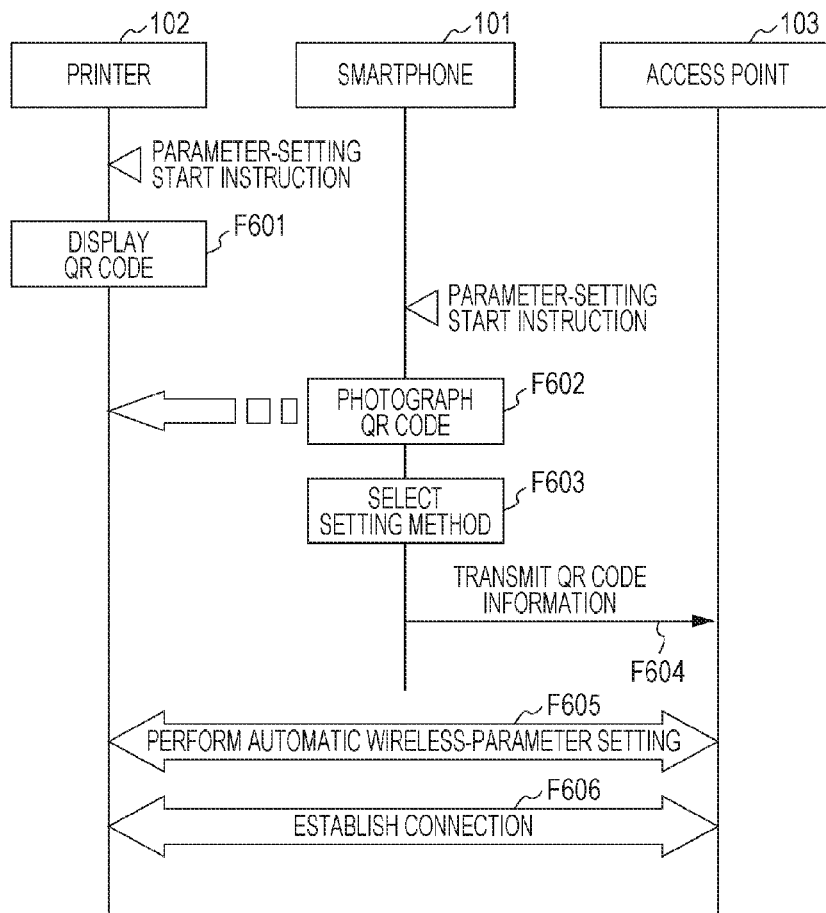 102
101
103
PRINTER
SMARTPHONE
ACCESS POINT
PARAMETER-SETTING
START INSTRUCTION
F601
DISPLAY
QR CODE
PARAMETER-SETTING
START INSTRUCTION
F602
PHOTOGRAPH
QR CODE
F603
SELECT
SETTING METHOD
TRANSMIT QR CODE
INFORMATION
F604
F605
PERFORM AUTOMATIC WIRELESS-PARAMETER SETTING
F606
ESTABLISH CONNECTION